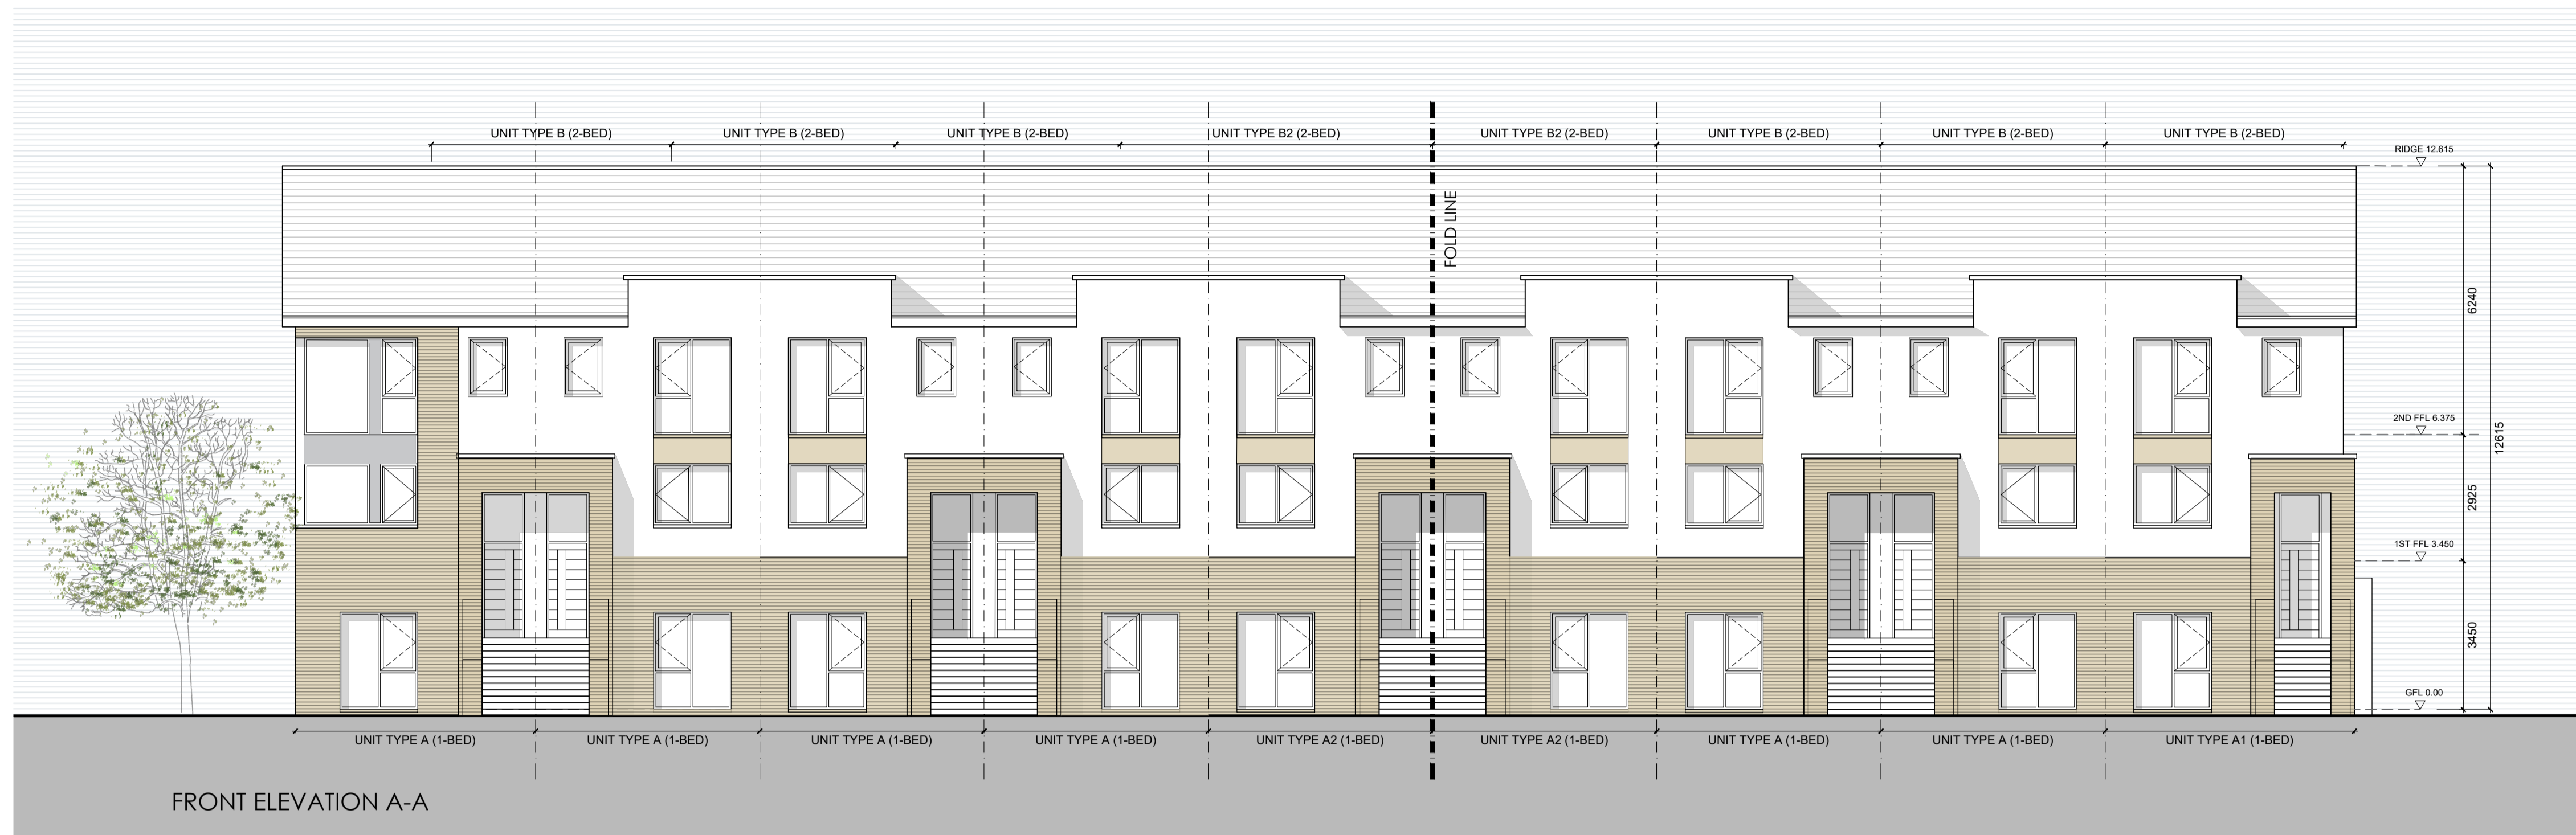 UNIT TYPE B (2-BED)
UNIT TYPE B (2-BED)
UNIT TYPE B (2-BED)
UNIT TYPE B2 (2-BED)
UNIT TYPE B2 (2-BED)
UNIT TYPE B (2-BED)
UNIT TYPE B (2-BED)
UNIT TYPE B (2-BED)
RIDGE 12.615
FOLD LINE
6240
2ND FFL 6.375
12615
2925
1ST FFL 3.450
3450
GFL 0.00
UNIT TYPE A (1-BED)
UNIT TYPE A (1-BED)
UNIT TYPE A (1-BED)
UNIT TYPE A (1-BED)
UNIT TYPE A2 (1-BED)
UNIT TYPE A2 (1-BED)
UNIT TYPE A (1-BED)
UNIT TYPE A (1-BED)
UNIT TYPE A1 (1-BED)
FRONT ELEVATION A-A